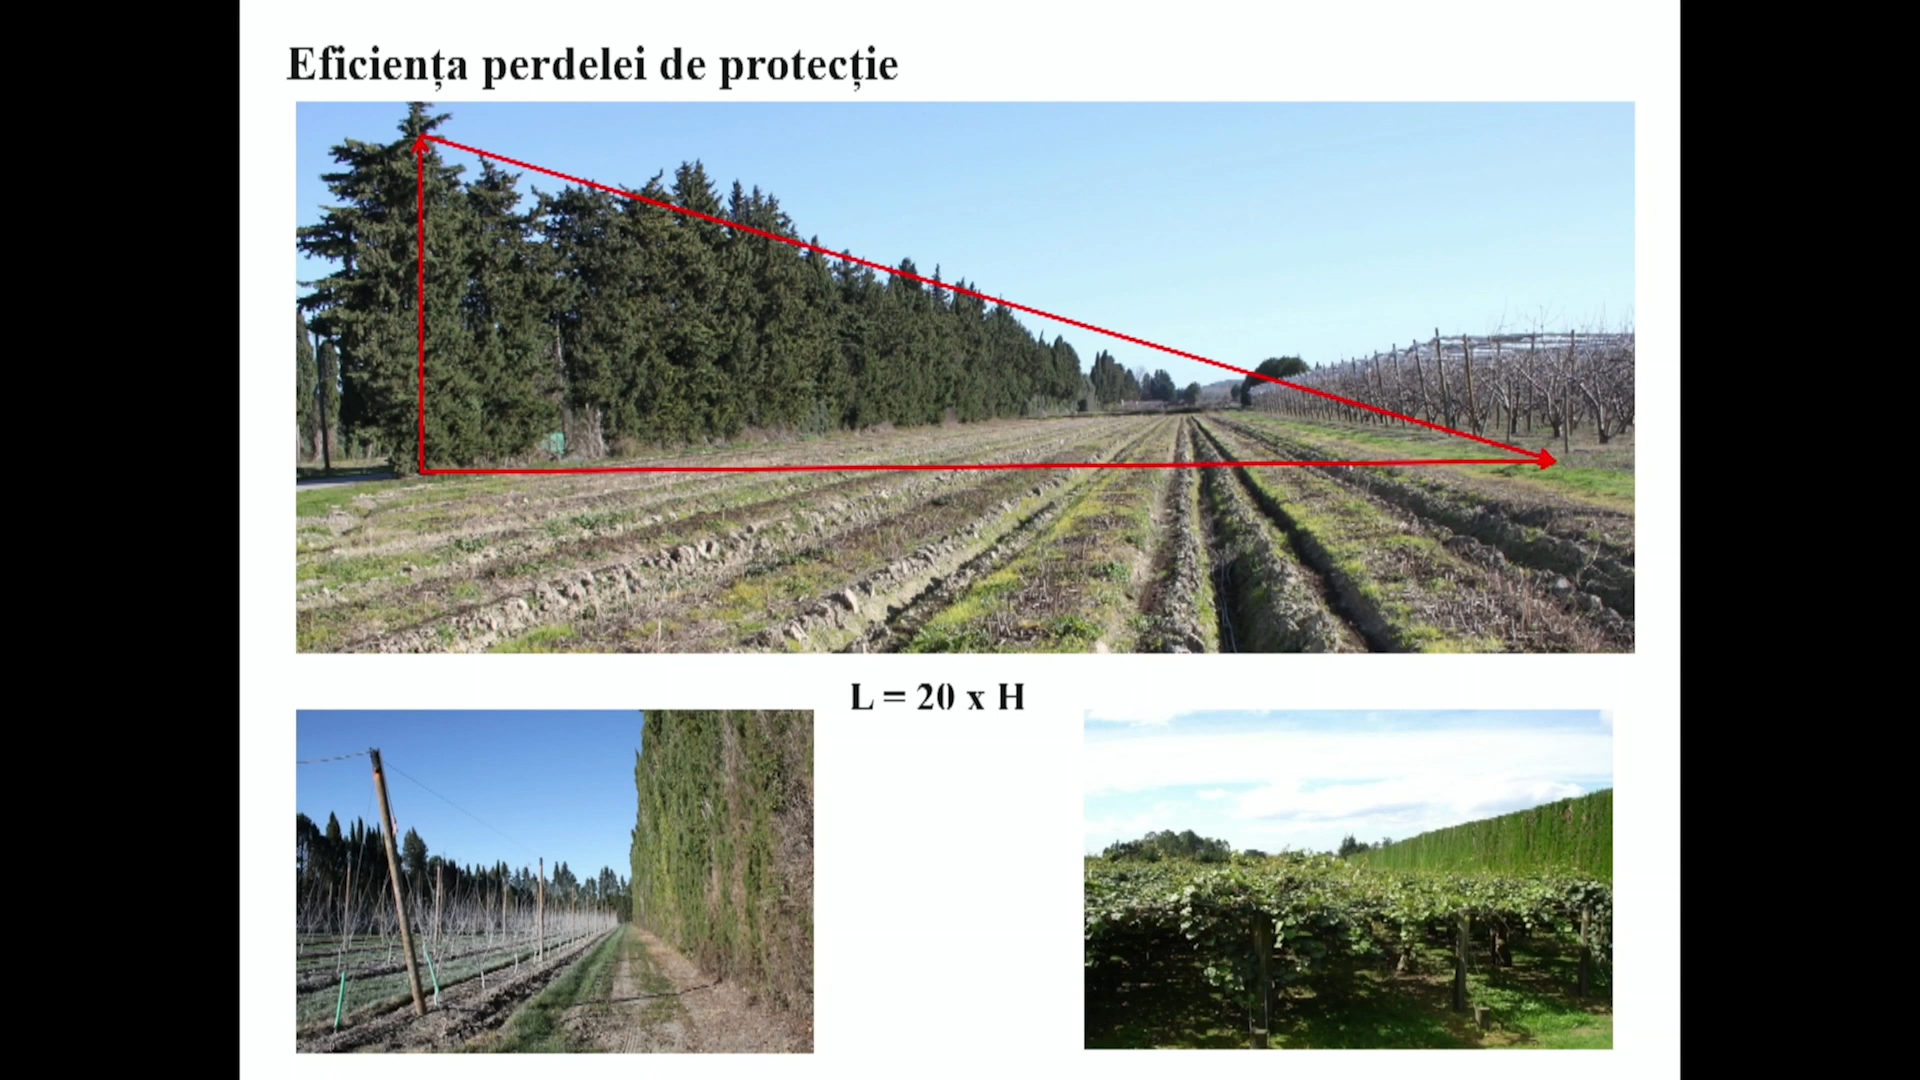 Eficiența perdelei de protecție
L = 20 x H